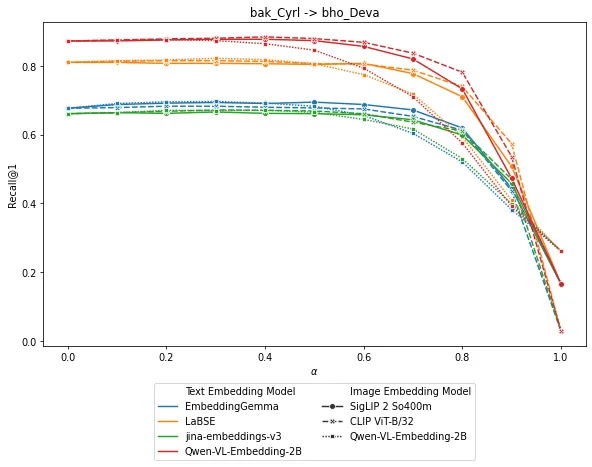 bak_Cyrl -> bho_Deva
Recall@1
0.8
0.6
0.4
0.2
0.0
0.0 0.2 0.4 0.6 0.8 1.0
α
Text Embedding Model Image Embedding Model
EmbeddingGemma SigLIP 2 So400m
LaBSE CLIP ViT-B/32
jina-embeddings-v3 Qwen-VL-Embedding-2B
Qwen-VL-Embedding-2B